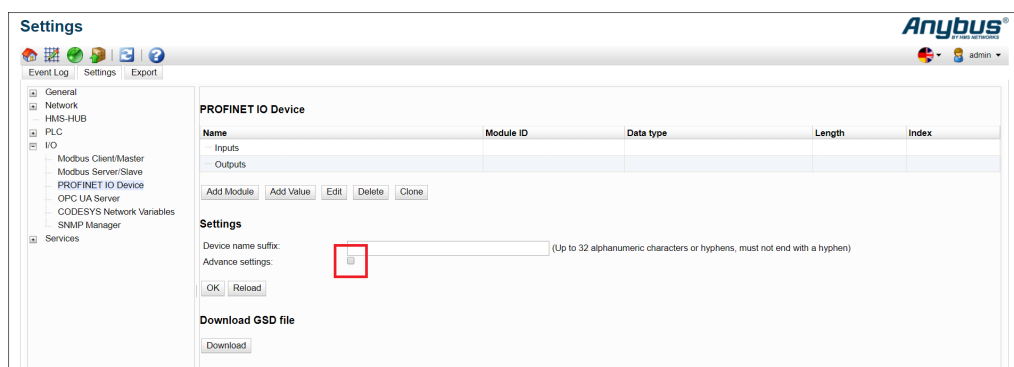 Settings
Anybus®
BY HMS NETWORKS
admin
Event Log Settings Export
General
Network
HMS-HUB
PLC
I/O
Modbus Client/Master
Modbus Server/Slave
PROFINET IO Device
OPC UA Server
CODESYS Network Variables
SNMP Manager
Services
PROFINET IO Device
Name Module ID Data type Length Index
Inputs
Outputs
Add Module Add Value Edit Delete Clone
Settings
Device name suffix: (Up to 32 alphanumeric characters or hyphens, must not end with a hyphen)
Advance settings:
OK Reload
Download GSD file
Download